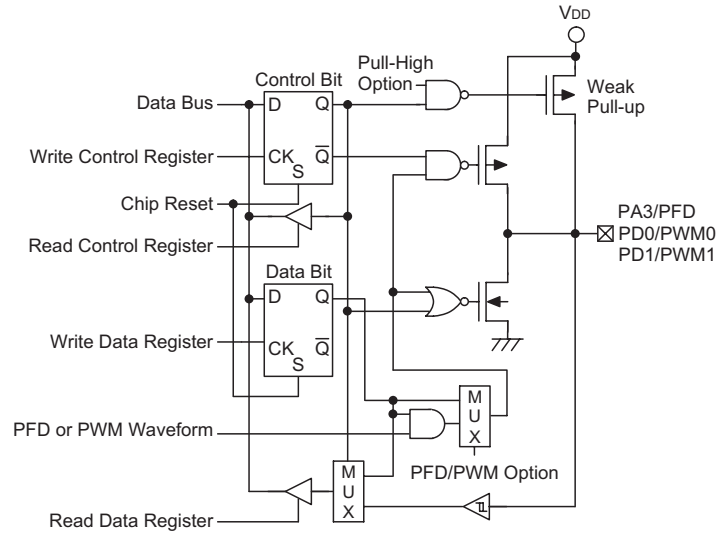 VDD
Pull-High
Option
Control Bit
Weak
Pull-up
Data Bus
D
Q
Write Control Register
CK
Q̅
S
Chip Reset
PA3/PFD
PD0/PWM0
PD1/PWM1
Read Control Register
Data Bit
D
Q
Write Data Register
CK
Q̅
S
M
U
X
PFD or PWM Waveform
PFD/PWM Option
M
U
X
Read Data Register